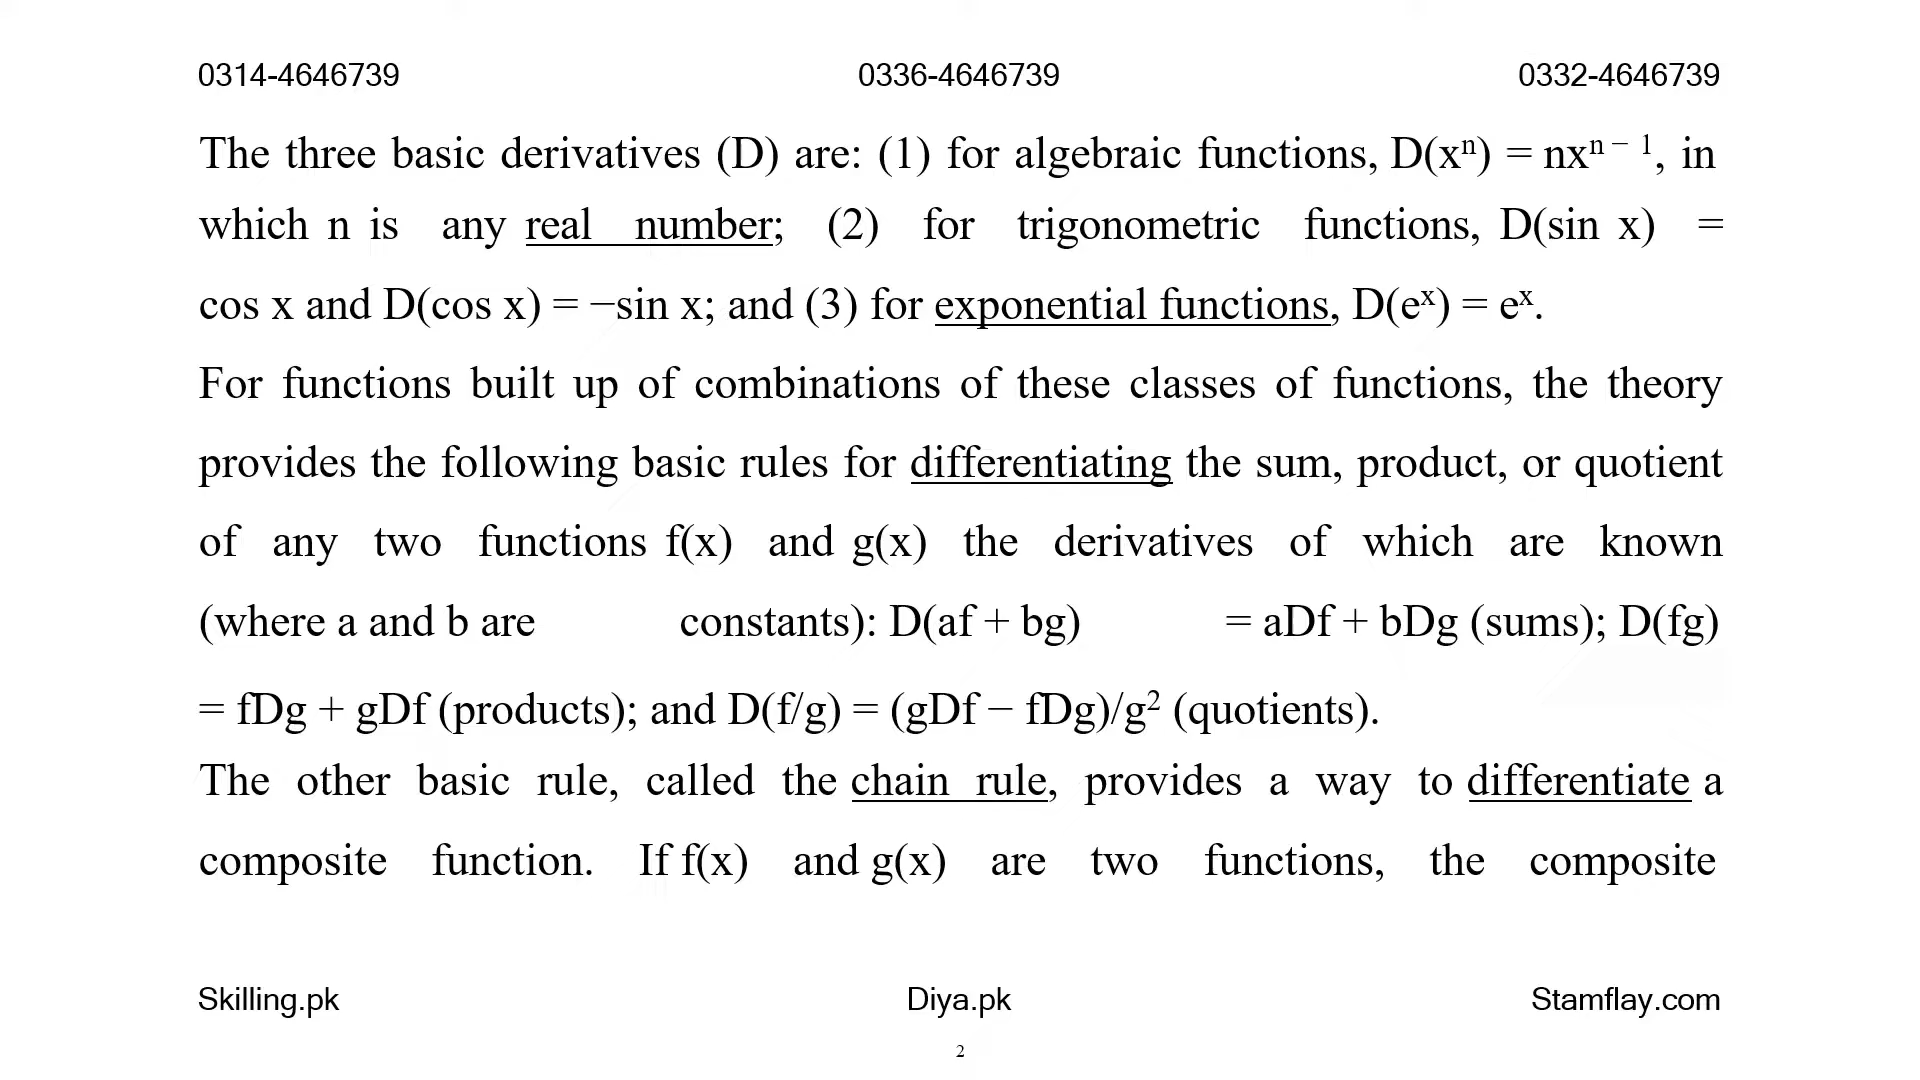 0314-4646739 0336-4646739 0332-4646739
The three basic derivatives (D) are: (1) for algebraic functions, D(xⁿ) = nxⁿ ⁻ ¹, in
which n is any real number; (2) for trigonometric functions, D(sin x) =
cos x and D(cos x) = −sin x; and (3) for exponential functions, D(eˣ) = eˣ.
For functions built up of combinations of these classes of functions, the theory
provides the following basic rules for differentiating the sum, product, or quotient
of any two functions f(x) and g(x) the derivatives of which are known
(where a and b are constants): D(af + bg) = aDf + bDg (sums); D(fg)
= fDg + gDf (products); and D(f/g) = (gDf − fDg)/g² (quotients).
The other basic rule, called the chain rule, provides a way to differentiate a
composite function. If f(x) and g(x) are two functions, the composite
Skilling.pk Diya.pk Stamflay.com
2